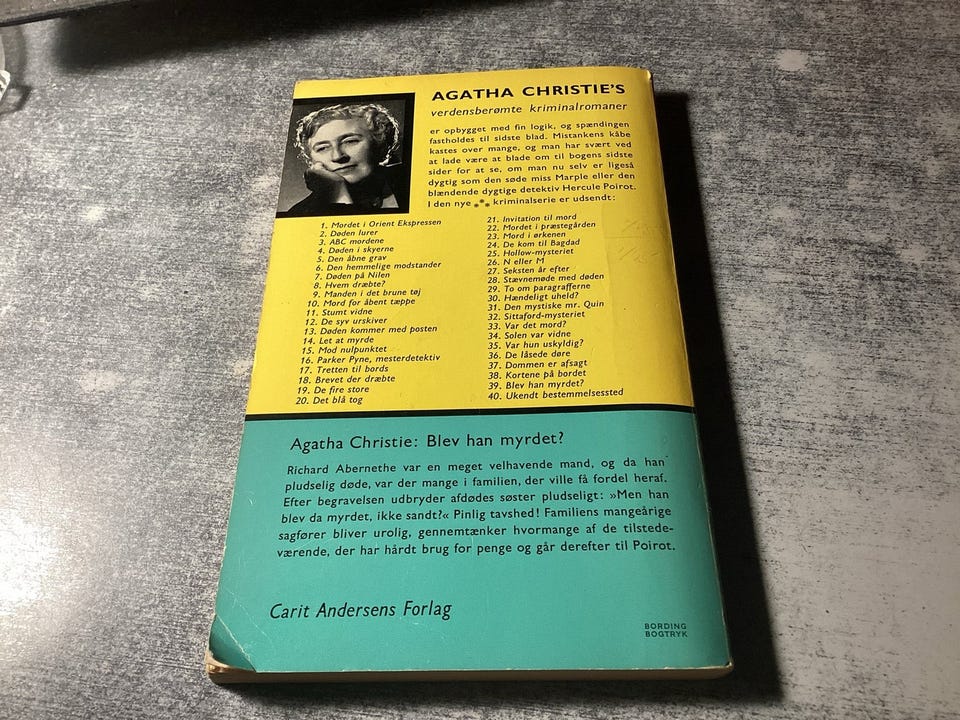 AGATHA CHRISTIE'S
verdensberømte kriminalromaner
er opbygget med fin logik, og spændingen
fastholdes til sidste blad. Mistankens kåbe
kastes over mange, og man har svært ved
at lade være at blade om til bogens sidste
sider for at se, om man nu selv er ligeså
dygtig som den søde miss Marple eller den
blændende dygtige detektiv Hercule Poirot.
I den nye kriminalserie er udsendt:
1. Mordet i Orient Ekspressen
2. Døden lurer
3. ABC mordene
4. Døden i skyerne
5. Den åbne grav
6. Den hemmelige modstander
7. Døden på Nilen
8. Hvem dræbte?
9. Manden i det brune tøj
10. Mord for åbent tæppe
11. Stumt vidne
12. De syv urskiver
13. Døden kommer med posten
14. Let at myrde
15. Mod nulpunktet
16. Parker Pyne, mesterdetektiv
17. Tretten til bords
18. Brevet der dræbte
19. De fire store
20. Det blå tog
21. Invitation til mord
22. Mordet i præstegården
23. Mord i ørkenen
24. De kom til Bagdad
25. Hollow-mysteriet
26. N eller M
27. Seksten år efter
28. Stævnemøde med døden
29. To om paragrafferne
30. Hændeligt uheld?
31. Den mystiske mr. Quin
32. Sittaford-mysteriet
33. Var det mord?
34. Solen var vidne
35. Var hun uskyldig?
36. De låsede døre
37. Dommen er afsagt
38. Kortene på bordet
39. Blev han myrdet?
40. Ukendt bestemmelsessted
Agatha Christie: Blev han myrdet?
Richard Abernethe var en meget velhavende mand, og da han
pludselig døde, var der mange i familien, der ville få fordel heraf.
Efter begravelsen udbryder afdødes søster pludseligt: »Men han
blev da myrdet, ikke sandt?« Pinlig tavshed! Familiens mangeårige
sagfører bliver urolig, gennemtænker hvormange af de tilstede-
værende, der har hårdt brug for penge og går derefter til Poirot.
Carit Andersens Forlag
BORDING
BOGTRYK